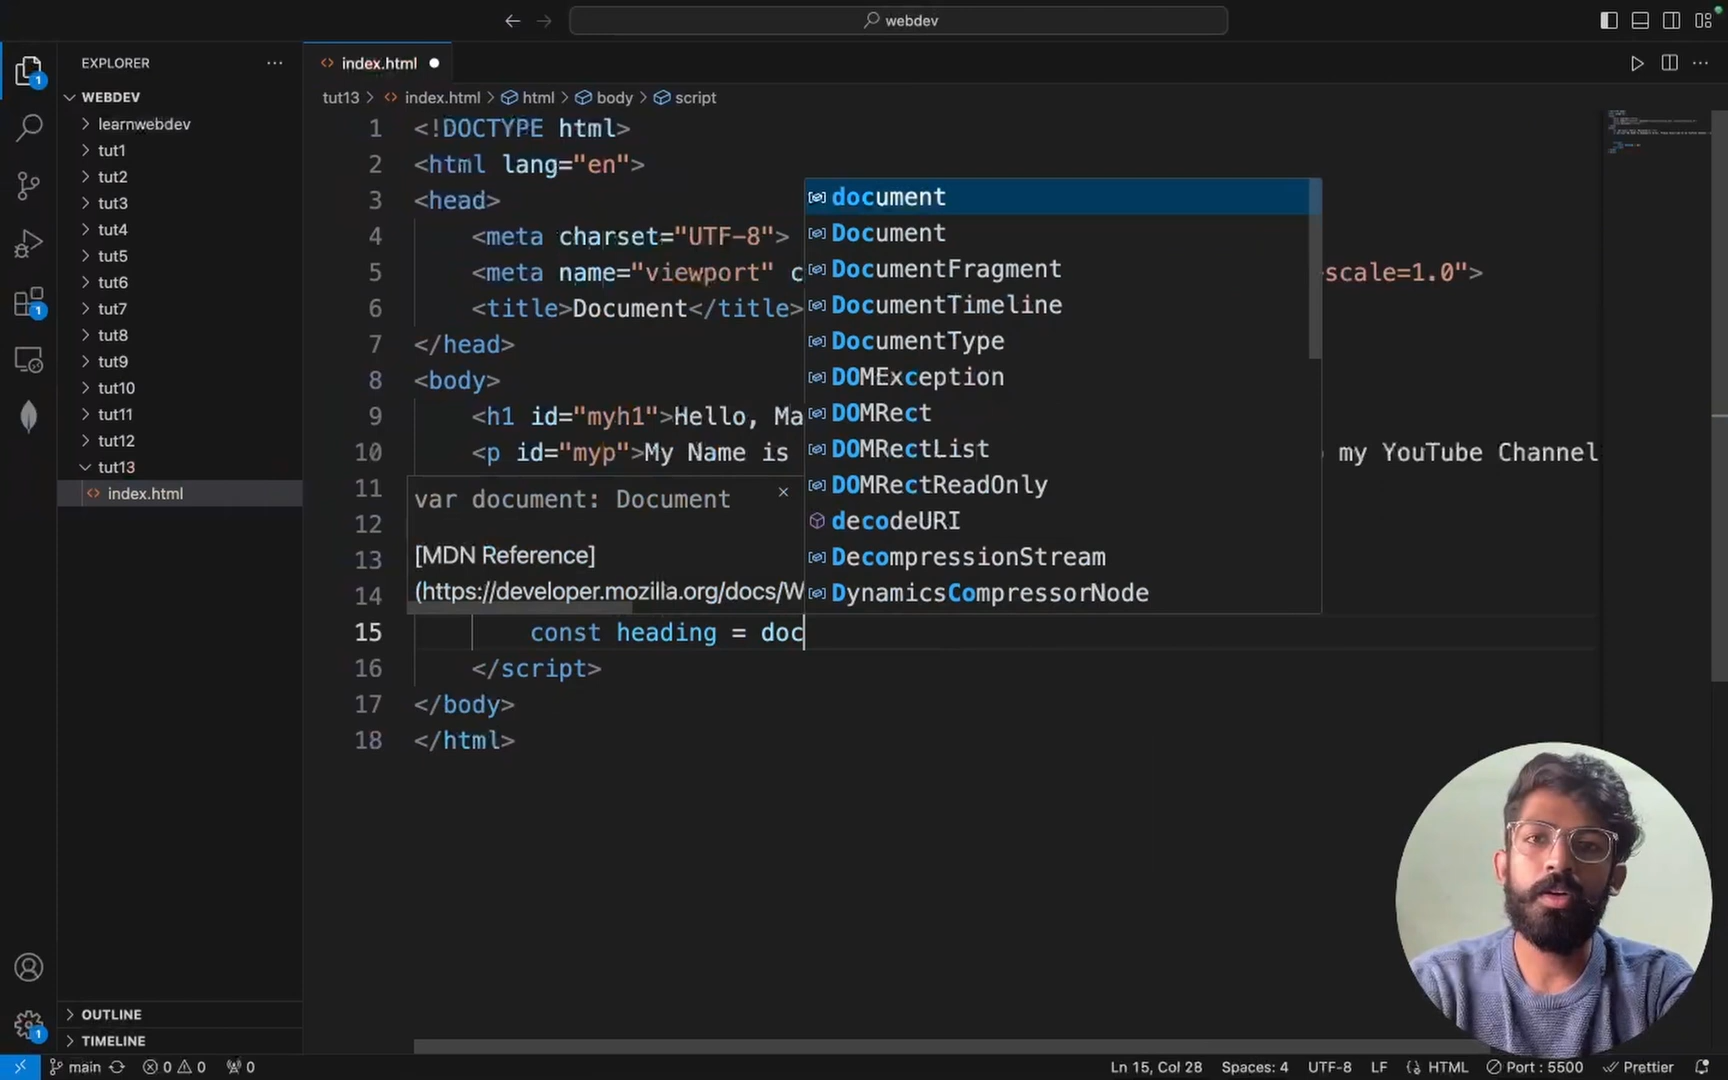 webdev
EXPLORER
WEBDEV
learnwebdev
tut1
tut2
tut3
tut4
tut5
tut6
tut7
tut8
tut9
tut10
tut11
tut12
tut13
index.html
OUTLINE
TIMELINE
index.html
tut13 > index.html > html > body > script
1 <!DOCTYPE html>
2 <html lang="en">
3 <head>
4 <meta charset="UTF-8">
5 <meta name="viewport" c scale=1.0">
6 <title>Document</title>
7 </head>
8 <body>
9 <h1 id="myh1">Hello, Ma
10 <p id="myp">My Name is my YouTube Channel
11
12
13
14
15 const heading = doc
16 </script>
17 </body>
18 </html>
document
Document
DocumentFragment
DocumentTimeline
DocumentType
DOMException
DOMRect
DOMRectList
DOMRectReadOnly
decodeURI
DecompressionStream
DynamicsCompressorNode
var document: Document
[MDN Reference]
(https://developer.mozilla.org/docs/W
1
1
1
main 0 0 0 Ln 15, Col 28 Spaces: 4 UTF-8 LF HTML Port : 5500 Prettier